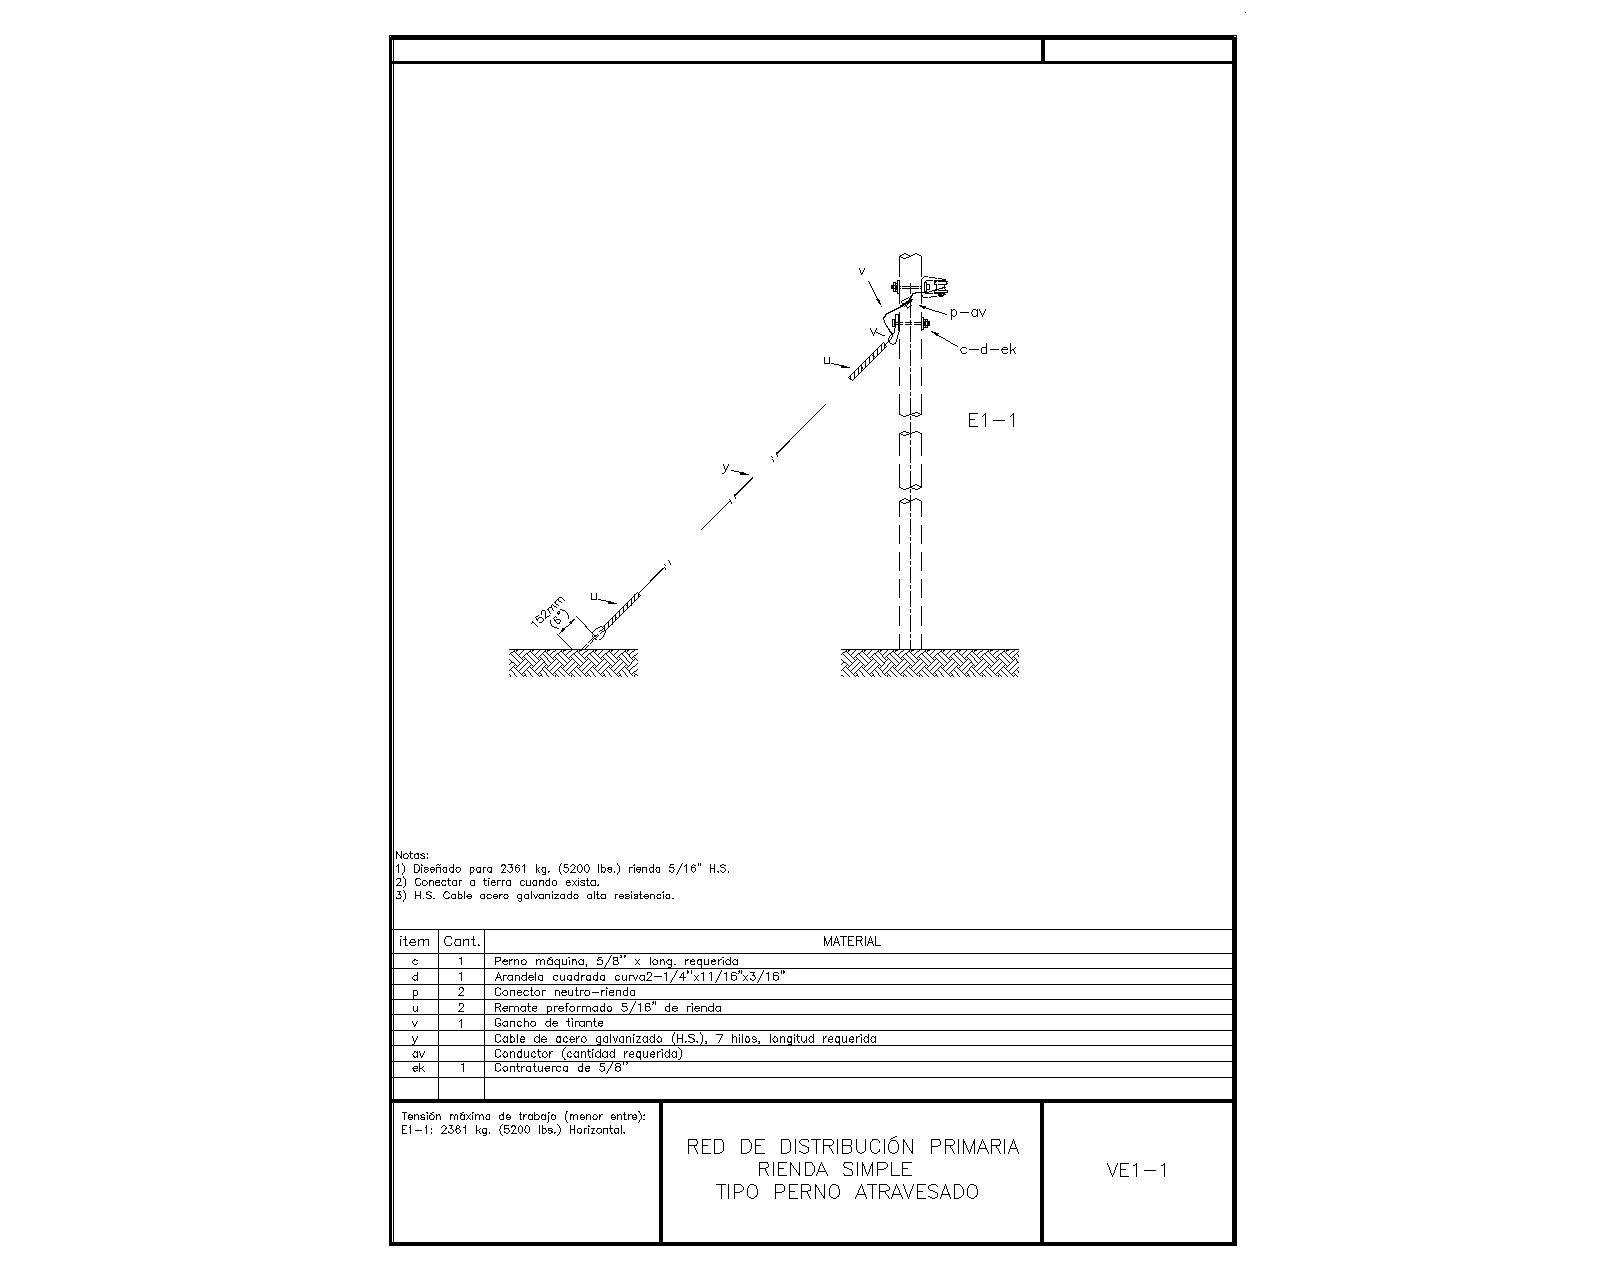 v
p-av
v
c-d-ek
u
E1-1
y
u
152mm
(6")
Notas:
1) Diseñado para 2361 kg. (5200 lbs.) rienda 5/16" H.S.
2) Conectar a tierra cuando exista.
3) H.S. Cable acero galvanizado alta resistencia.
item Cant. MATERIAL
c 1 Perno máquina, 5/8" x long. requerida
d 1 Arandela cuadrada curva2-1/4"x11/16"x3/16"
p 2 Conector neutro-rienda
u 2 Remate preformado 5/16" de rienda
v 1 Gancho de tirante
y Cable de acero galvanizado (H.S.), 7 hilos, longitud requerida
av Conductor (cantidad requerida)
ek 1 Contratuerca de 5/8"
Tensión máxima de trabajo (menor entre):
E1-1: 2361 kg. (5200 lbs.) Horizontal.
RED DE DISTRIBUCIÓN PRIMARIA
RIENDA SIMPLE
TIPO PERNO ATRAVESADO
VE1-1